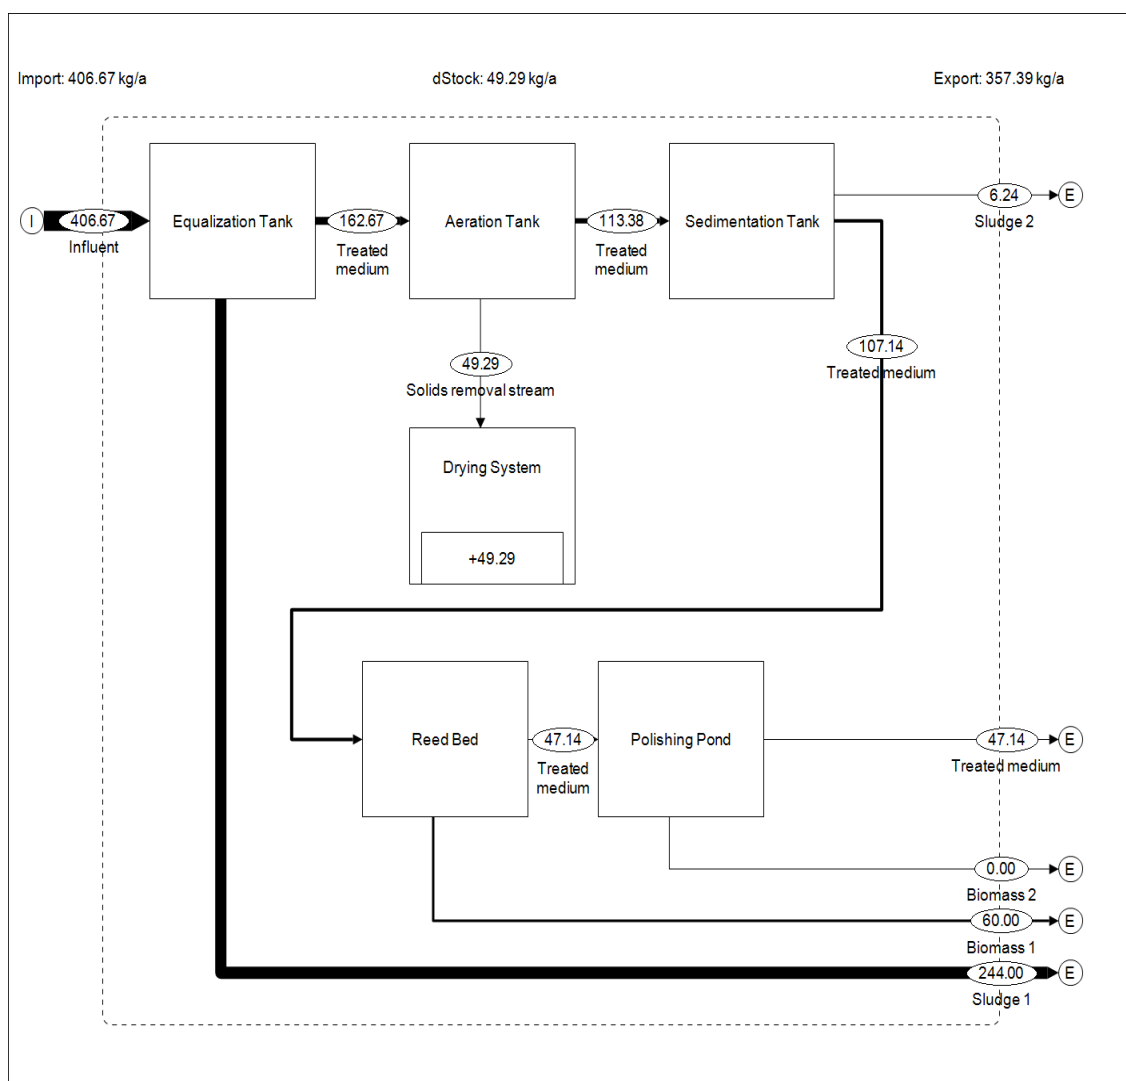 Import: 406.67 kg/a
dStock: 49.29 kg/a
Export: 357.39 kg/a
I
406.67
Influent
Equalization Tank
162.67
Treated
medium
Aeration Tank
113.38
Treated
medium
Sedimentation Tank
6.24
E
Sludge 2
107.14
Treated medium
49.29
Solids removal stream
Drying System
+49.29
Reed Bed
47.14
Treated
medium
Polishing Pond
47.14
E
Treated medium
0.00
E
Biomass 2
60.00
E
Biomass 1
244.00
E
Sludge 1